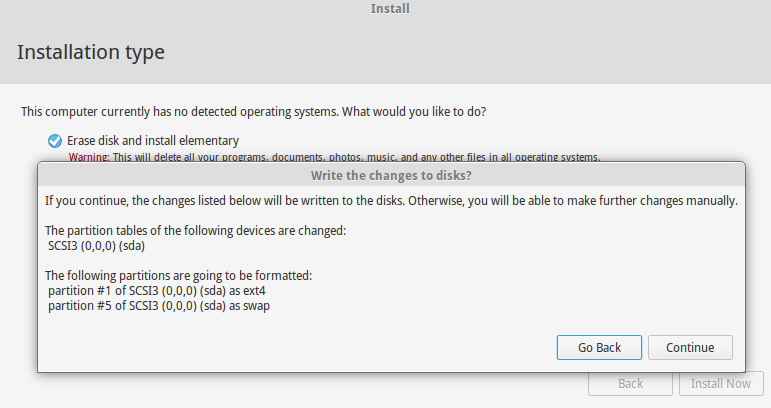 Install
Installation type
This computer currently has no detected operating systems. What would you like to do?
Erase disk and install elementary
Warning: This will delete all your programs, documents, photos, music, and any other files in all operating systems.
Write the changes to disks?
If you continue, the changes listed below will be written to the disks. Otherwise, you will be able to make further changes manually.
The partition tables of the following devices are changed:
SCSI3 (0,0,0) (sda)
The following partitions are going to be formatted:
partition #1 of SCSI3 (0,0,0) (sda) as ext4
partition #5 of SCSI3 (0,0,0) (sda) as swap
Go Back
Continue
Back
Install Now